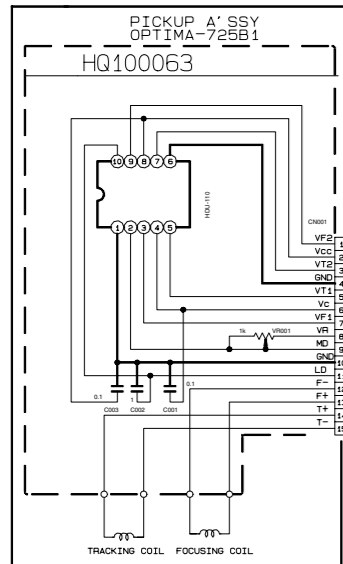 PICKUP A'SSY
OPTIMA-725B1
HQ100063
10 9 8 7 6
HOU-110
1 2 3 4 5
CN001
VF2 1
Vcc 2
VT2 3
GND 4
VT1 5
Vc 6
VF1 7
1k VR001 VR 8
MD 9
GND 10
LD 11
0.1 F- 12
0.1 1 F+ 13
C003 C002 C001 T+ 14
T- 15
TRACKING COIL FOCUSING COIL